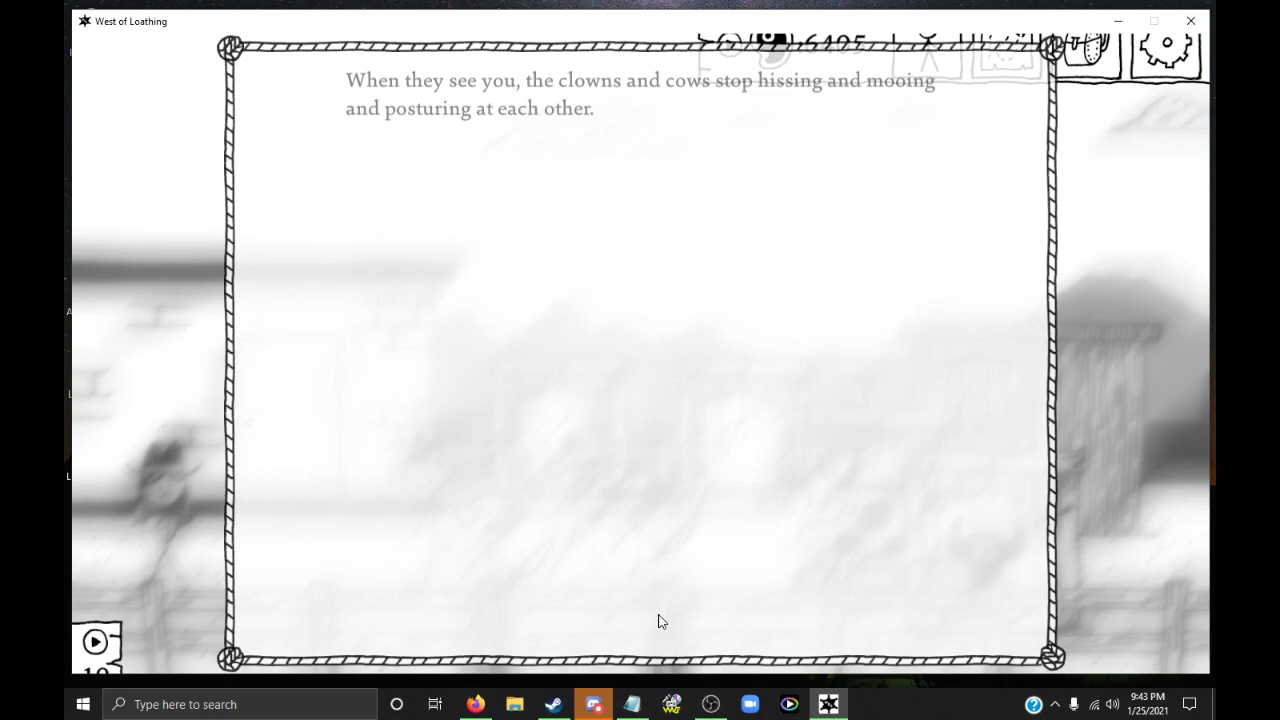 West of Loathing
6405
When they see you, the clowns and cows stop hissing and mooing
and posturing at each other.
A
L
L
Type here to search
9:43 PM
1/25/2021